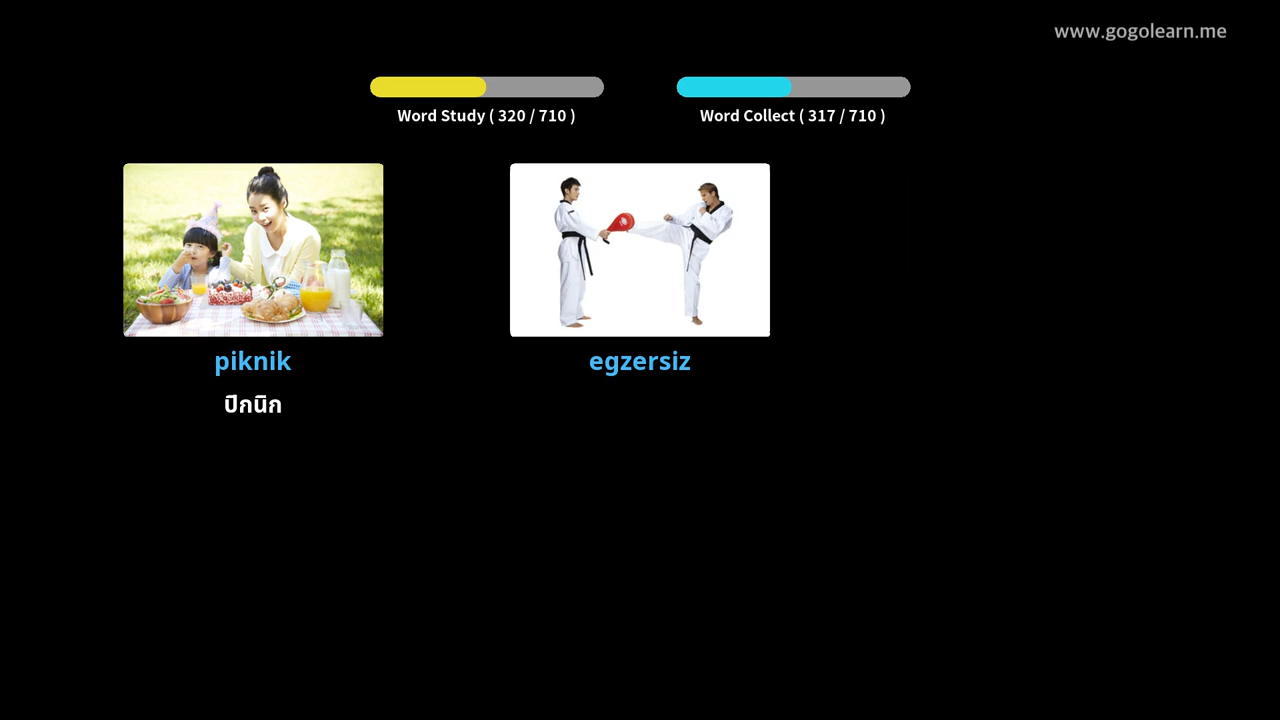 www.gogolearn.me
Word Study ( 320 / 710 )
Word Collect ( 317 / 710 )
piknik
egzersiz
ปิกนิก